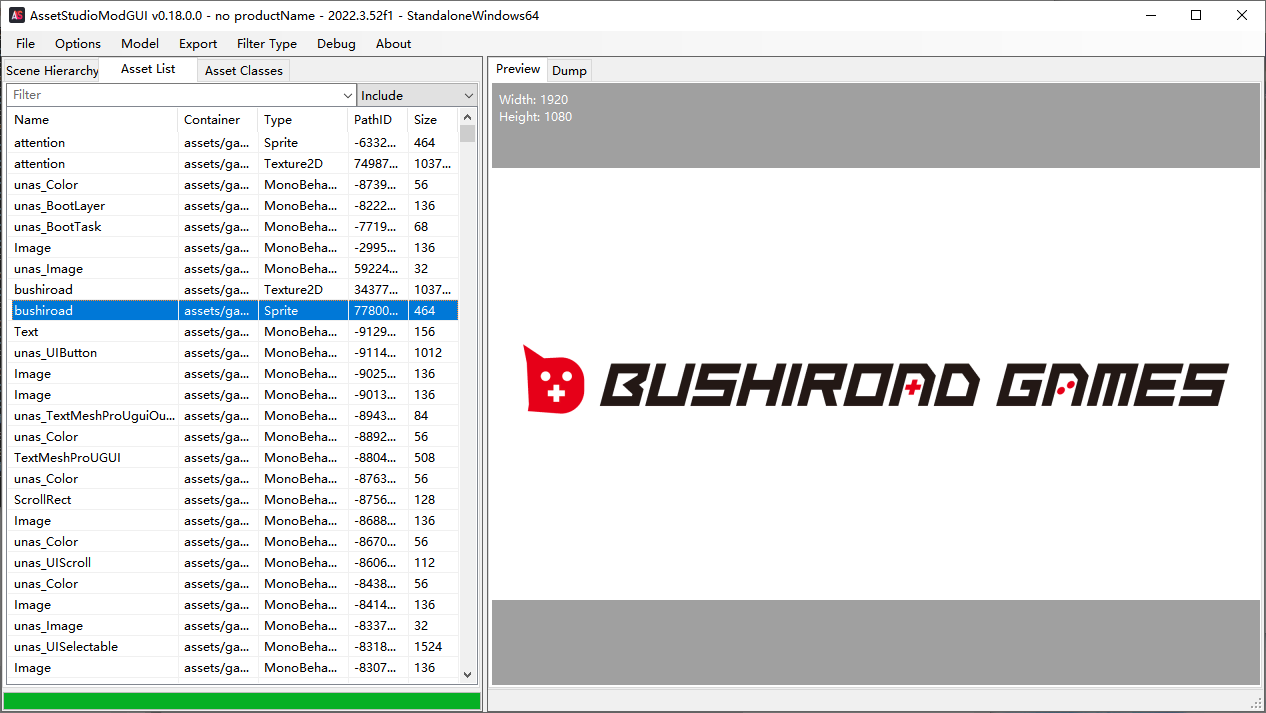 AssetStudioModGUI v0.18.0.0 - no productName - 2022.3.52f1 - StandaloneWindows64
File Options Model Export Filter Type Debug About
Scene Hierarchy Asset List Asset Classes
Filter Include
Name Container Type PathID Size
attention assets/ga... Sprite -6332... 464
attention assets/ga... Texture2D 74987... 1037...
unas_Color assets/ga... MonoBeha... -8739... 56
unas_BootLayer assets/ga... MonoBeha... -8222... 136
unas_BootTask assets/ga... MonoBeha... -7719... 68
Image assets/ga... MonoBeha... -2995... 136
unas_Image assets/ga... MonoBeha... 59224... 32
bushiroad assets/ga... Texture2D 34377... 1037...
bushiroad assets/ga... Sprite 77800... 464
Text assets/ga... MonoBeha... -9129... 156
unas_UIButton assets/ga... MonoBeha... -9114... 1012
Image assets/ga... MonoBeha... -9025... 136
Image assets/ga... MonoBeha... -9013... 136
unas_TextMeshProUguiOu... assets/ga... MonoBeha... -8943... 84
unas_Color assets/ga... MonoBeha... -8892... 56
TextMeshProUGUI assets/ga... MonoBeha... -8804... 508
unas_Color assets/ga... MonoBeha... -8763... 56
ScrollRect assets/ga... MonoBeha... -8756... 128
Image assets/ga... MonoBeha... -8688... 136
unas_Color assets/ga... MonoBeha... -8670... 56
unas_UIScroll assets/ga... MonoBeha... -8606... 112
unas_Color assets/ga... MonoBeha... -8438... 56
Image assets/ga... MonoBeha... -8414... 136
unas_Image assets/ga... MonoBeha... -8337... 32
unas_UISelectable assets/ga... MonoBeha... -8318... 1524
Image assets/ga... MonoBeha... -8307... 136
Preview Dump
Width: 1920
Height: 1080
BUSHIROAD GAMES